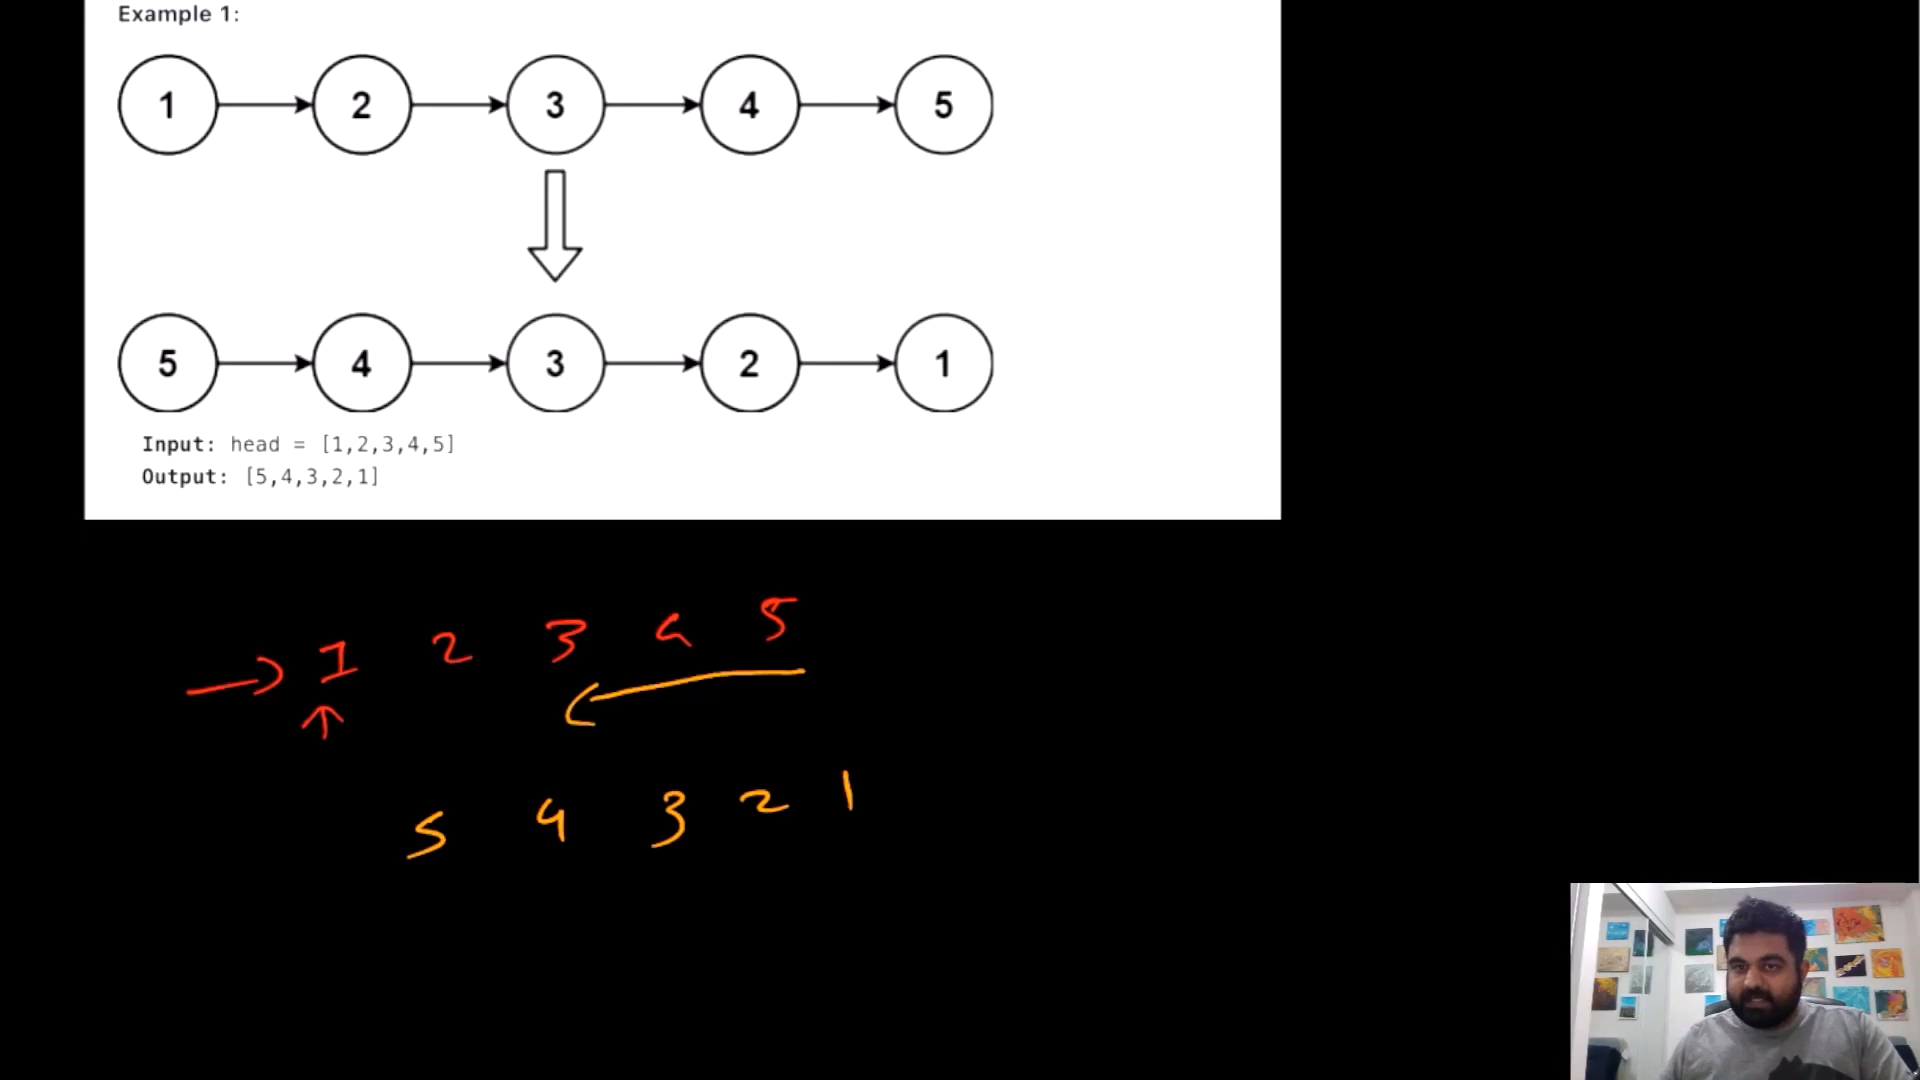 Example 1:
1 2 3 4 5
5 4 3 2 1
Input: head = [1,2,3,4,5]
Output: [5,4,3,2,1]
1 2 3 4 5
5 4 3 2 1